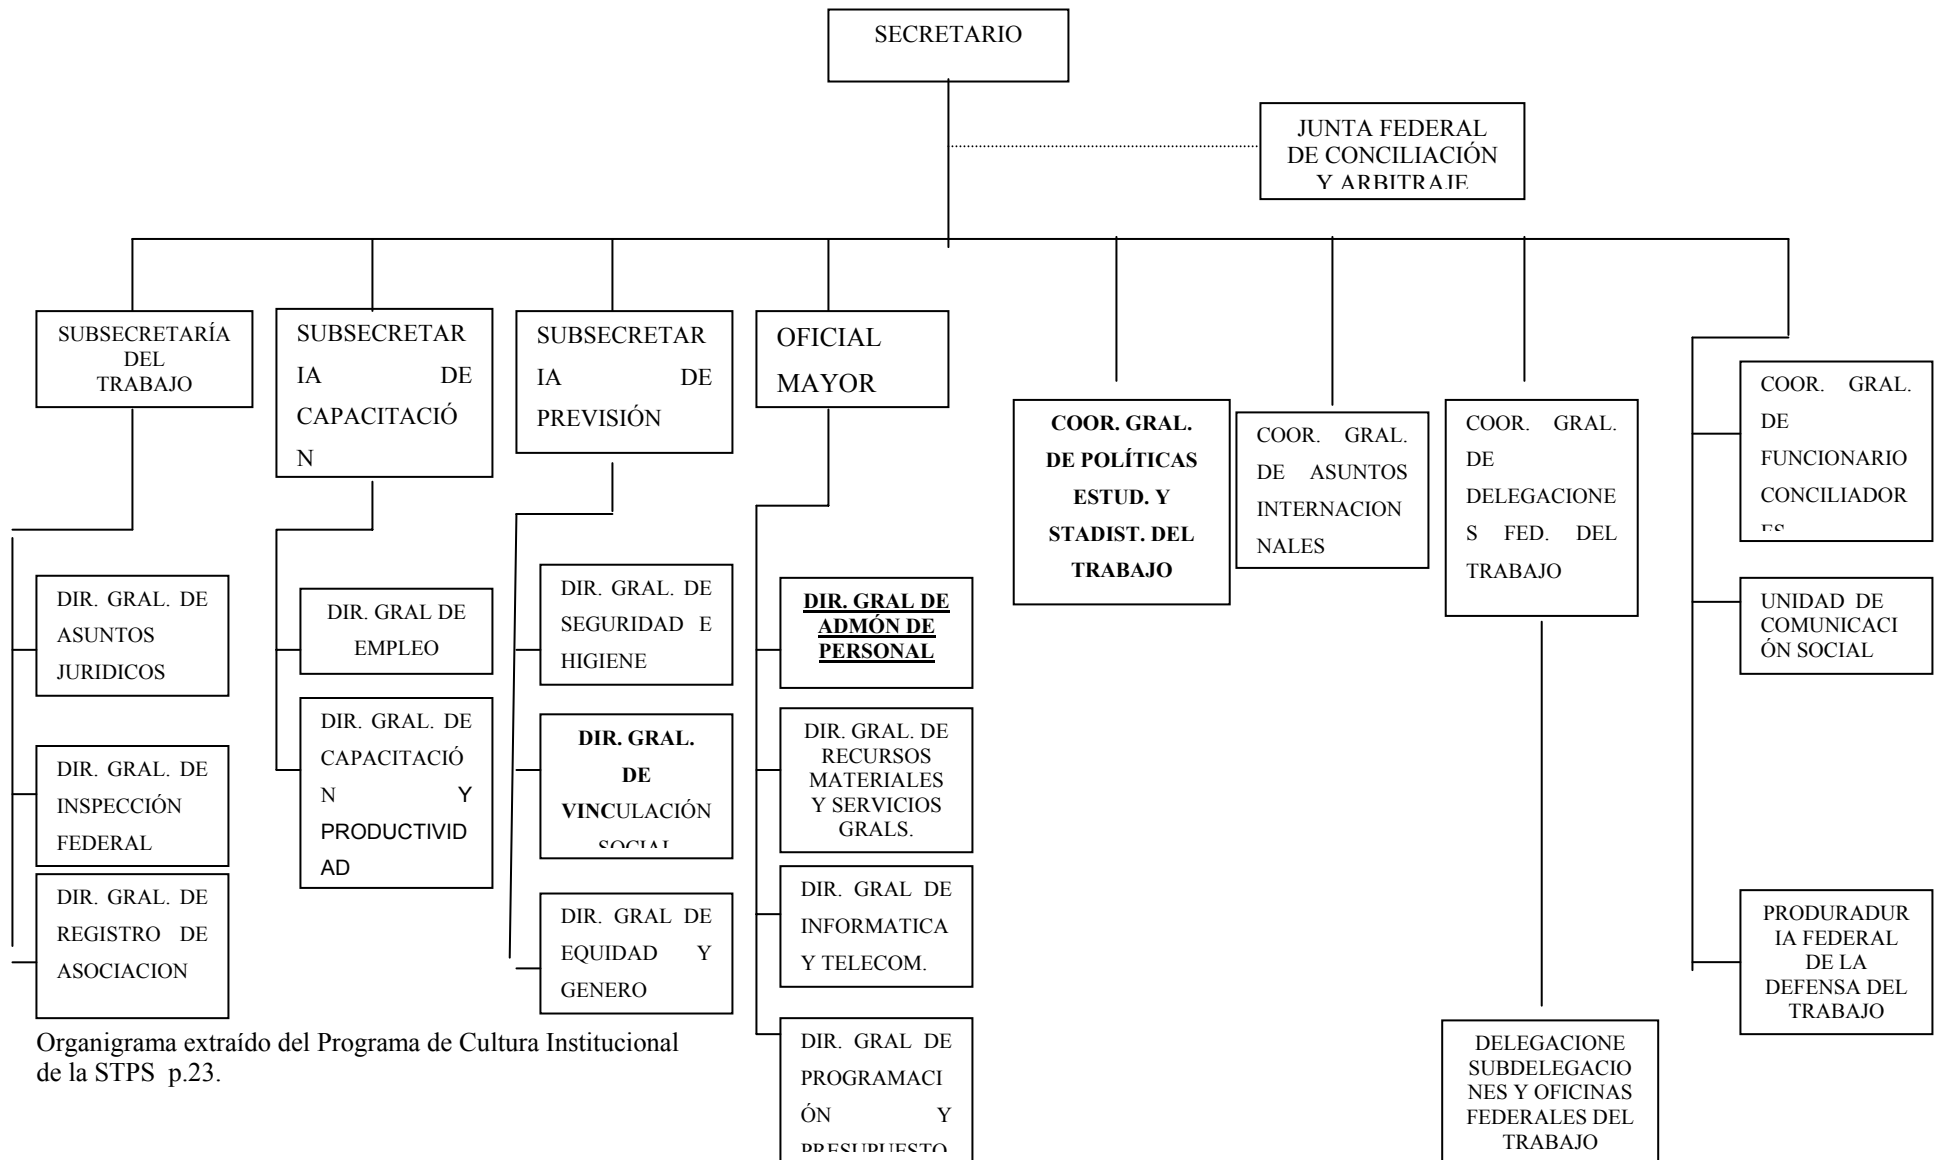 SECRETARIO
JUNTA FEDERAL
DE CONCILIACIÓN
Y ARBITRAJE
SUBSECRETARÍA
DEL
TRABAJO
SUBSECRETAR
IA DE
CAPACITACIÓ
N
SUBSECRETAR
IA DE
PREVISIÓN
OFICIAL
MAYOR
COOR. GRAL.
DE POLÍTICAS
ESTUD. Y
STADIST. DEL
TRABAJO
COOR. GRAL.
DE ASUNTOS
INTERNACION
NALES
COOR. GRAL.
DE
DELEGACIONE
S FED. DEL
TRABAJO
COOR. GRAL.
DE
FUNCIONARIO
CONCILIADOR
ES
DIR. GRAL. DE
ASUNTOS
JURIDICOS
DIR. GRAL. DE
INSPECCIÓN
FEDERAL
DIR. GRAL. DE
REGISTRO DE
ASOCIACION
DIR. GRAL DE
EMPLEO
DIR. GRAL. DE
CAPACITACIÓ
N Y
PRODUCTIVID
AD
DIR. GRAL. DE
SEGURIDAD E
HIGIENE
DIR. GRAL.
DE
VINCULACIÓN
SOCIAL
DIR. GRAL DE
EQUIDAD Y
GENERO
DIR. GRAL DE
ADMÓN DE
PERSONAL
DIR. GRAL. DE
RECURSOS
MATERIALES
Y SERVICIOS
GRALS.
DIR. GRAL DE
INFORMATICA
Y TELECOM.
DIR. GRAL DE
PROGRAMACI
ÓN Y
PRESUPUESTO
UNIDAD DE
COMUNICACI
ÓN SOCIAL
PRODURADUR
IA FEDERAL
DE LA
DEFENSA DEL
TRABAJO
DELEGACIONE
SUBDELEGACIO
NES Y OFICINAS
FEDERALES DEL
TRABAJO
Organigrama extraído del Programa de Cultura Institucional
de la STPS p.23.